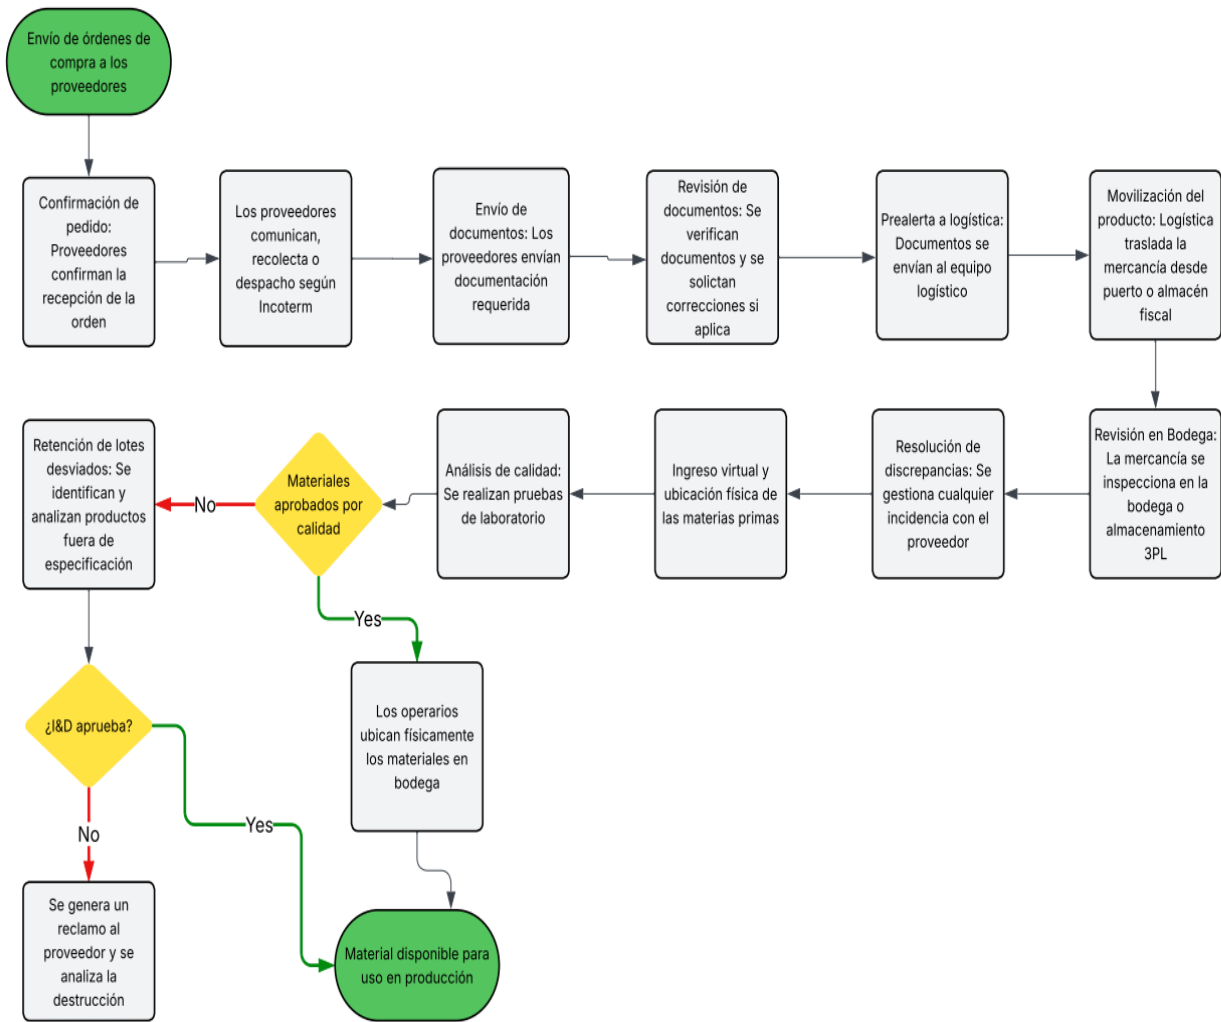 Envío de órdenes de
compra a los
proveedores
Confirmación de
pedido:
Proveedores
confirman la
recepción de la
orden
Los proveedores
comunican,
recolecta o
despacho según
Incoterm
Envío de
documentos: Los
proveedores envían
documentación
requerida
Revisión de
documentos: Se
verifican
documentos y se
solictan
correcciones si
aplica
Prealerta a logística:
Documentos se
envían al equipo
logístico
Movilización del
producto: Logística
traslada la
mercancía desde
puerto o almacén
fiscal
Revisión en Bodega:
La mercancía se
inspecciona en la
bodega o
almacenamiento
3PL
Resolución de
discrepancias: Se
gestiona cualquier
incidencia con el
proveedor
Ingreso virtual y
ubicación física de
las materias primas
Análisis de calidad:
Se realizan pruebas
de laboratorio
Materiales
aprobados por
calidad
No
Retención de lotes
desviados: Se
identifican y
analizan productos
fuera de
especificación
Yes
Los operarios
ubican físicamente
los materiales en
bodega
¿I&D aprueba?
Yes
No
Se genera un
reclamo al
proveedor y se
analiza la
destrucción
Material disponible para
uso en producción